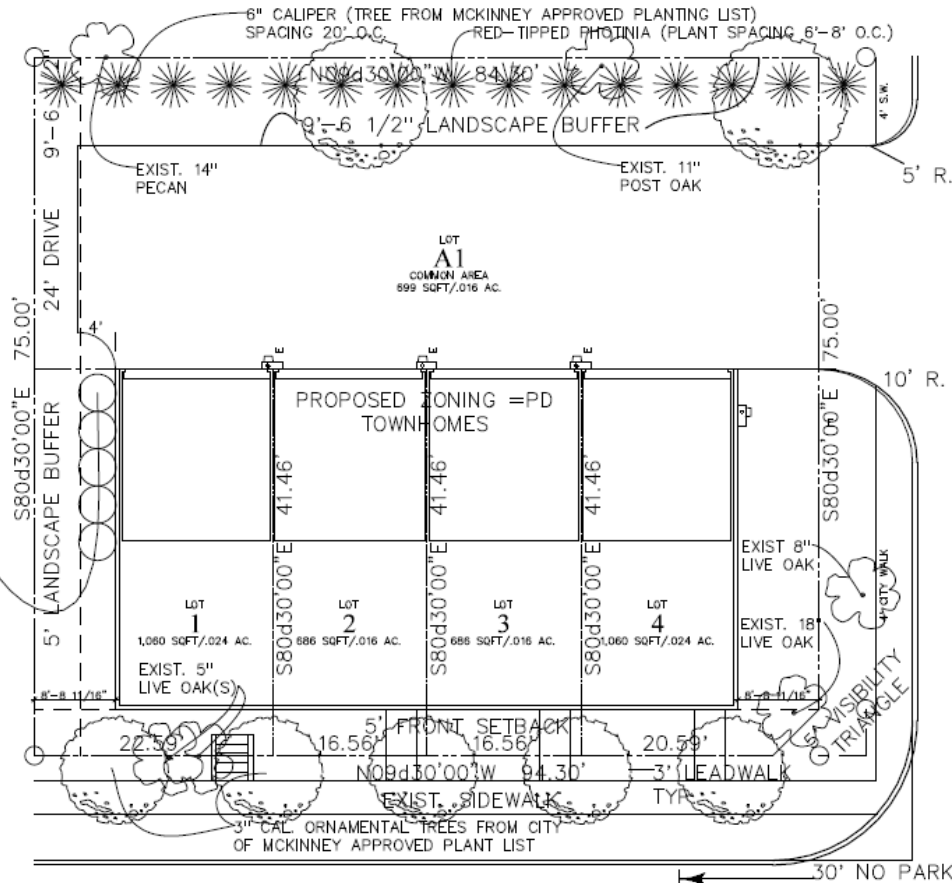 6" CALIPER (TREE FROM MCKINNEY APPROVED PLANTING LIST)
SPACING 20' O.C.
RED-TIPPED PHOTINIA (PLANT SPACING 6'-8' O.C.)
N09d30'00"W 84.30'
9'-6 1/2" LANDSCAPE BUFFER
4' S.W.
5' R.
9'-6
EXIST. 14"
PECAN
EXIST. 11"
POST OAK
24' DRIVE
LOT
A1
COMMON AREA
699 SQFT/.016 AC.
S80d30'00"E 75.00'
4'
E
E
E
S80d30'00"E 75.00'
10' R.
PROPOSED ZONING =PD
TOWNHOMES
5' LANDSCAPE BUFFER
S80d30'00"E 41.46'
S80d30'00"E 41.46'
S80d30'00"E 41.46'
EXIST 8"
LIVE OAK
CITY WALK
LOT
1
1,060 SQFT/.024 AC.
LOT
2
686 SQFT/.016 AC.
LOT
3
686 SQFT/.016 AC.
LOT
4
1,060 SQFT/.024 AC.
EXIST. 18"
LIVE OAK
EXIST. 5"
LIVE OAK(S)
8'-8 11/16"
8'-8 11/16"
5' VISIBILITY
TRIANGLE
5' FRONT SETBACK
22.59'
16.56'
16.56'
20.59'
N09d30'00"W 94.30'
3' LEADWALK
TYP.
EXIST. SIDEWALK
3" CAL. ORNAMENTAL TREES FROM CITY
OF MCKINNEY APPROVED PLANT LIST
30' NO PARK